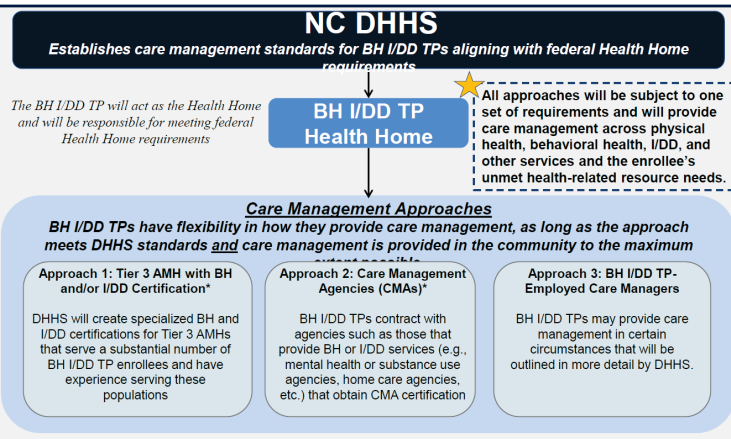 NC DHHS
Establishes care management standards for BH I/DD TPs aligning with federal Health Home
requirements
The BH I/DD TP will act as the Health Home
and will be responsible for meeting federal
Health Home requirements
BH I/DD TP
Health Home
All approaches will be subject to one
set of requirements and will provide
care management across physical
health, behavioral health, I/DD, and
other services and the enrollee's
unmet health-related resource needs.
Care Management Approaches
BH I/DD TPs have flexibility in how they provide care management, as long as the approach
meets DHHS standards and care management is provided in the community to the maximum
extent possible
Approach 1: Tier 3 AMH with BH
and/or I/DD Certification*
DHHS will create specialized BH and
I/DD certifications for Tier 3 AMHs
that serve a substantial number of
BH I/DD TP enrollees and have
experience serving these
populations
Approach 2: Care Management
Agencies (CMAs)*
BH I/DD TPs contract with
agencies such as those that
provide BH or I/DD services (e.g.,
mental health or substance use
agencies, home care agencies,
etc.) that obtain CMA certification
Approach 3: BH I/DD TP-
Employed Care Managers
BH I/DD TPs may provide care
management in certain
circumstances that will be
outlined in more detail by DHHS.